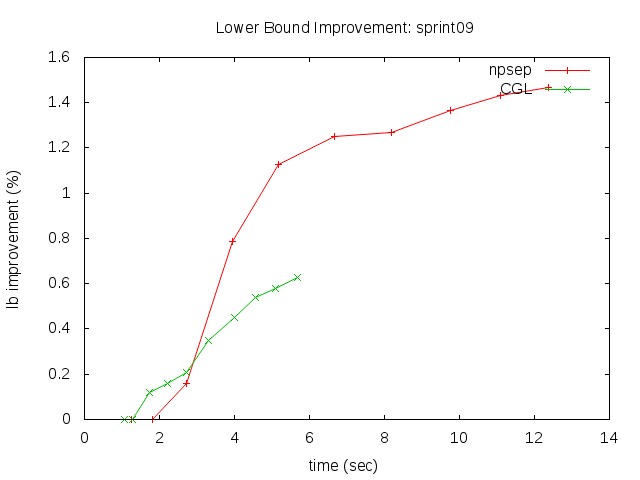 Lower Bound Improvement: sprint09
1.6
1.4
1.2
1
0.8
0.6
0.4
0.2
0
lb improvement (%)
npsep
CGL
0 2 4 6 8 10 12 14
time (sec)